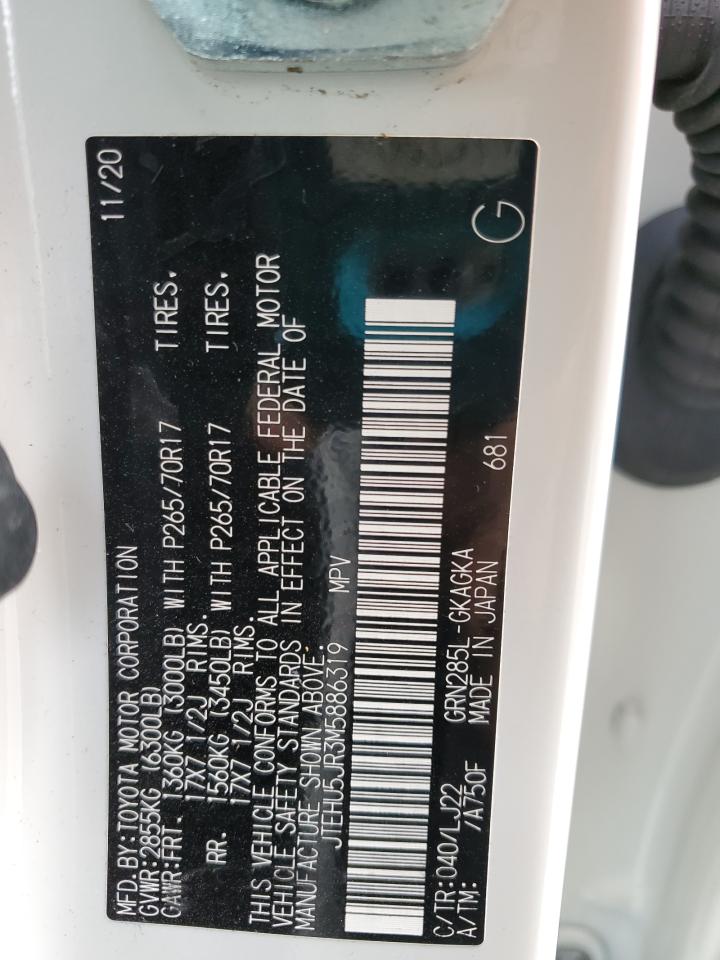 MFD.BY:TOYOTA MOTOR CORPORATION 11/20
GVWR:2855KG (6300LB)
GAWR:FRT. 1360KG (3000LB) WITH P265/70R17 TIRES.
17X7 1/2J RIMS.
RR. 1560KG (3450LB) WITH P265/70R17 TIRES.
17X7 1/2J RIMS.
THIS VEHICLE CONFORMS TO ALL APPLICABLE FEDERAL MOTOR
VEHICLE SAFETY STANDARDS IN EFFECT ON THE DATE OF
MANUFACTURE SHOWN ABOVE.
JTEHU5JR3M5886319 MPV
C/TR:040/LJ22 GRN285L-GKAGKA
A/TM: /A750F MADE IN JAPAN 681 G